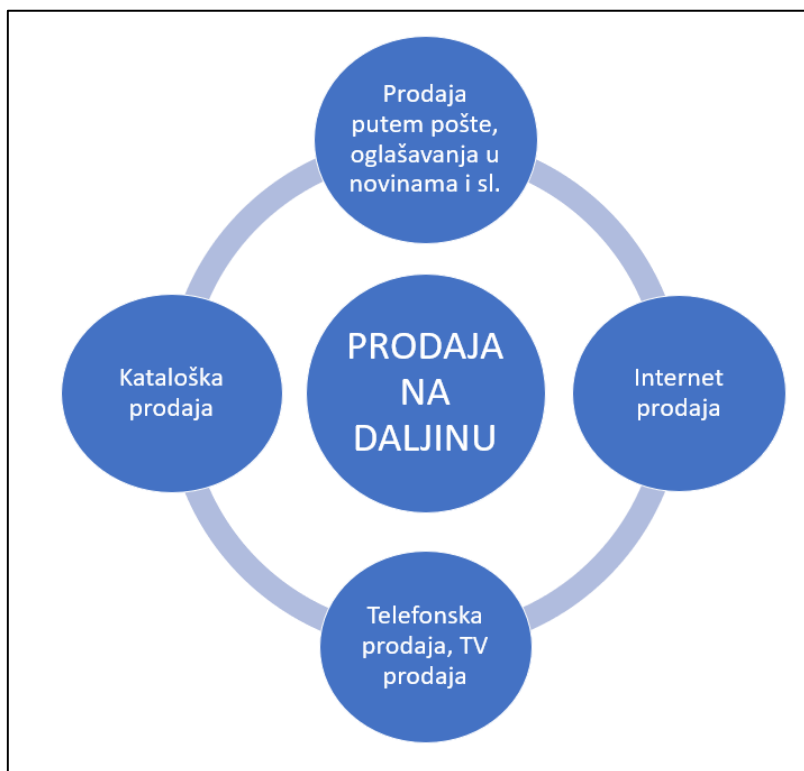 Prodaja
putem pošte,
oglašavanja u
novinama i sl.
Kataloška
prodaja
PRODAJA
NA
DALJINU
Internet
prodaja
Telefonska
prodaja, TV
prodaja